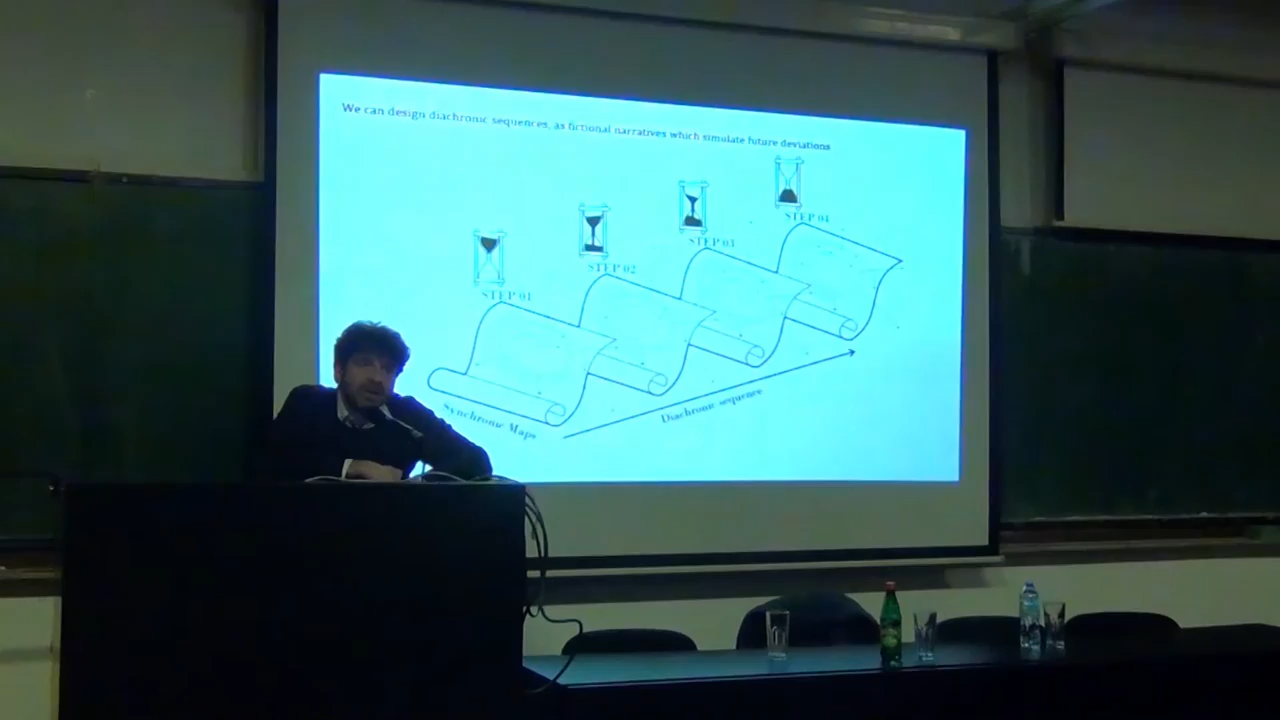 We can design diachronic sequences, as fictional narratives which simulate future deviations
STEP 04
STEP 03
STEP 02
STEP 01
Synchronic Maps
Diachronic sequence